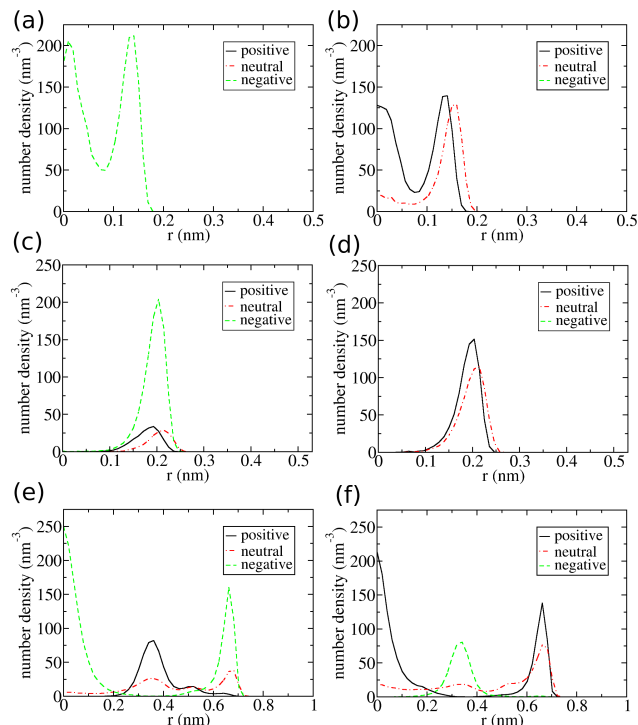 (a)
number density (nm-3)
200
150
100
50
0
positive
neutral
negative
0 0.1 0.2 0.3 0.4 0.5
r (nm)
(b)
number density (nm-3)
200
150
100
50
0
positive
neutral
negative
0 0.1 0.2 0.3 0.4 0.5
r (nm)
(c)
number density (nm-3)
250
200
150
100
50
0
positive
neutral
negative
0 0.1 0.2 0.3 0.4 0.5
r (nm)
(d)
number density (nm-3)
250
200
150
100
50
0
positive
neutral
negative
0.1 0.2 0.3 0.4 0.5
r (nm)
(e)
number density (nm-3)
250
200
150
100
50
0
positive
neutral
negative
0 0.2 0.4 0.6 0.8 1
r (nm)
(f)
number density (nm-3)
250
200
150
100
50
0
positive
neutral
negative
0 0.2 0.4 0.6 0.8 1
r (nm)